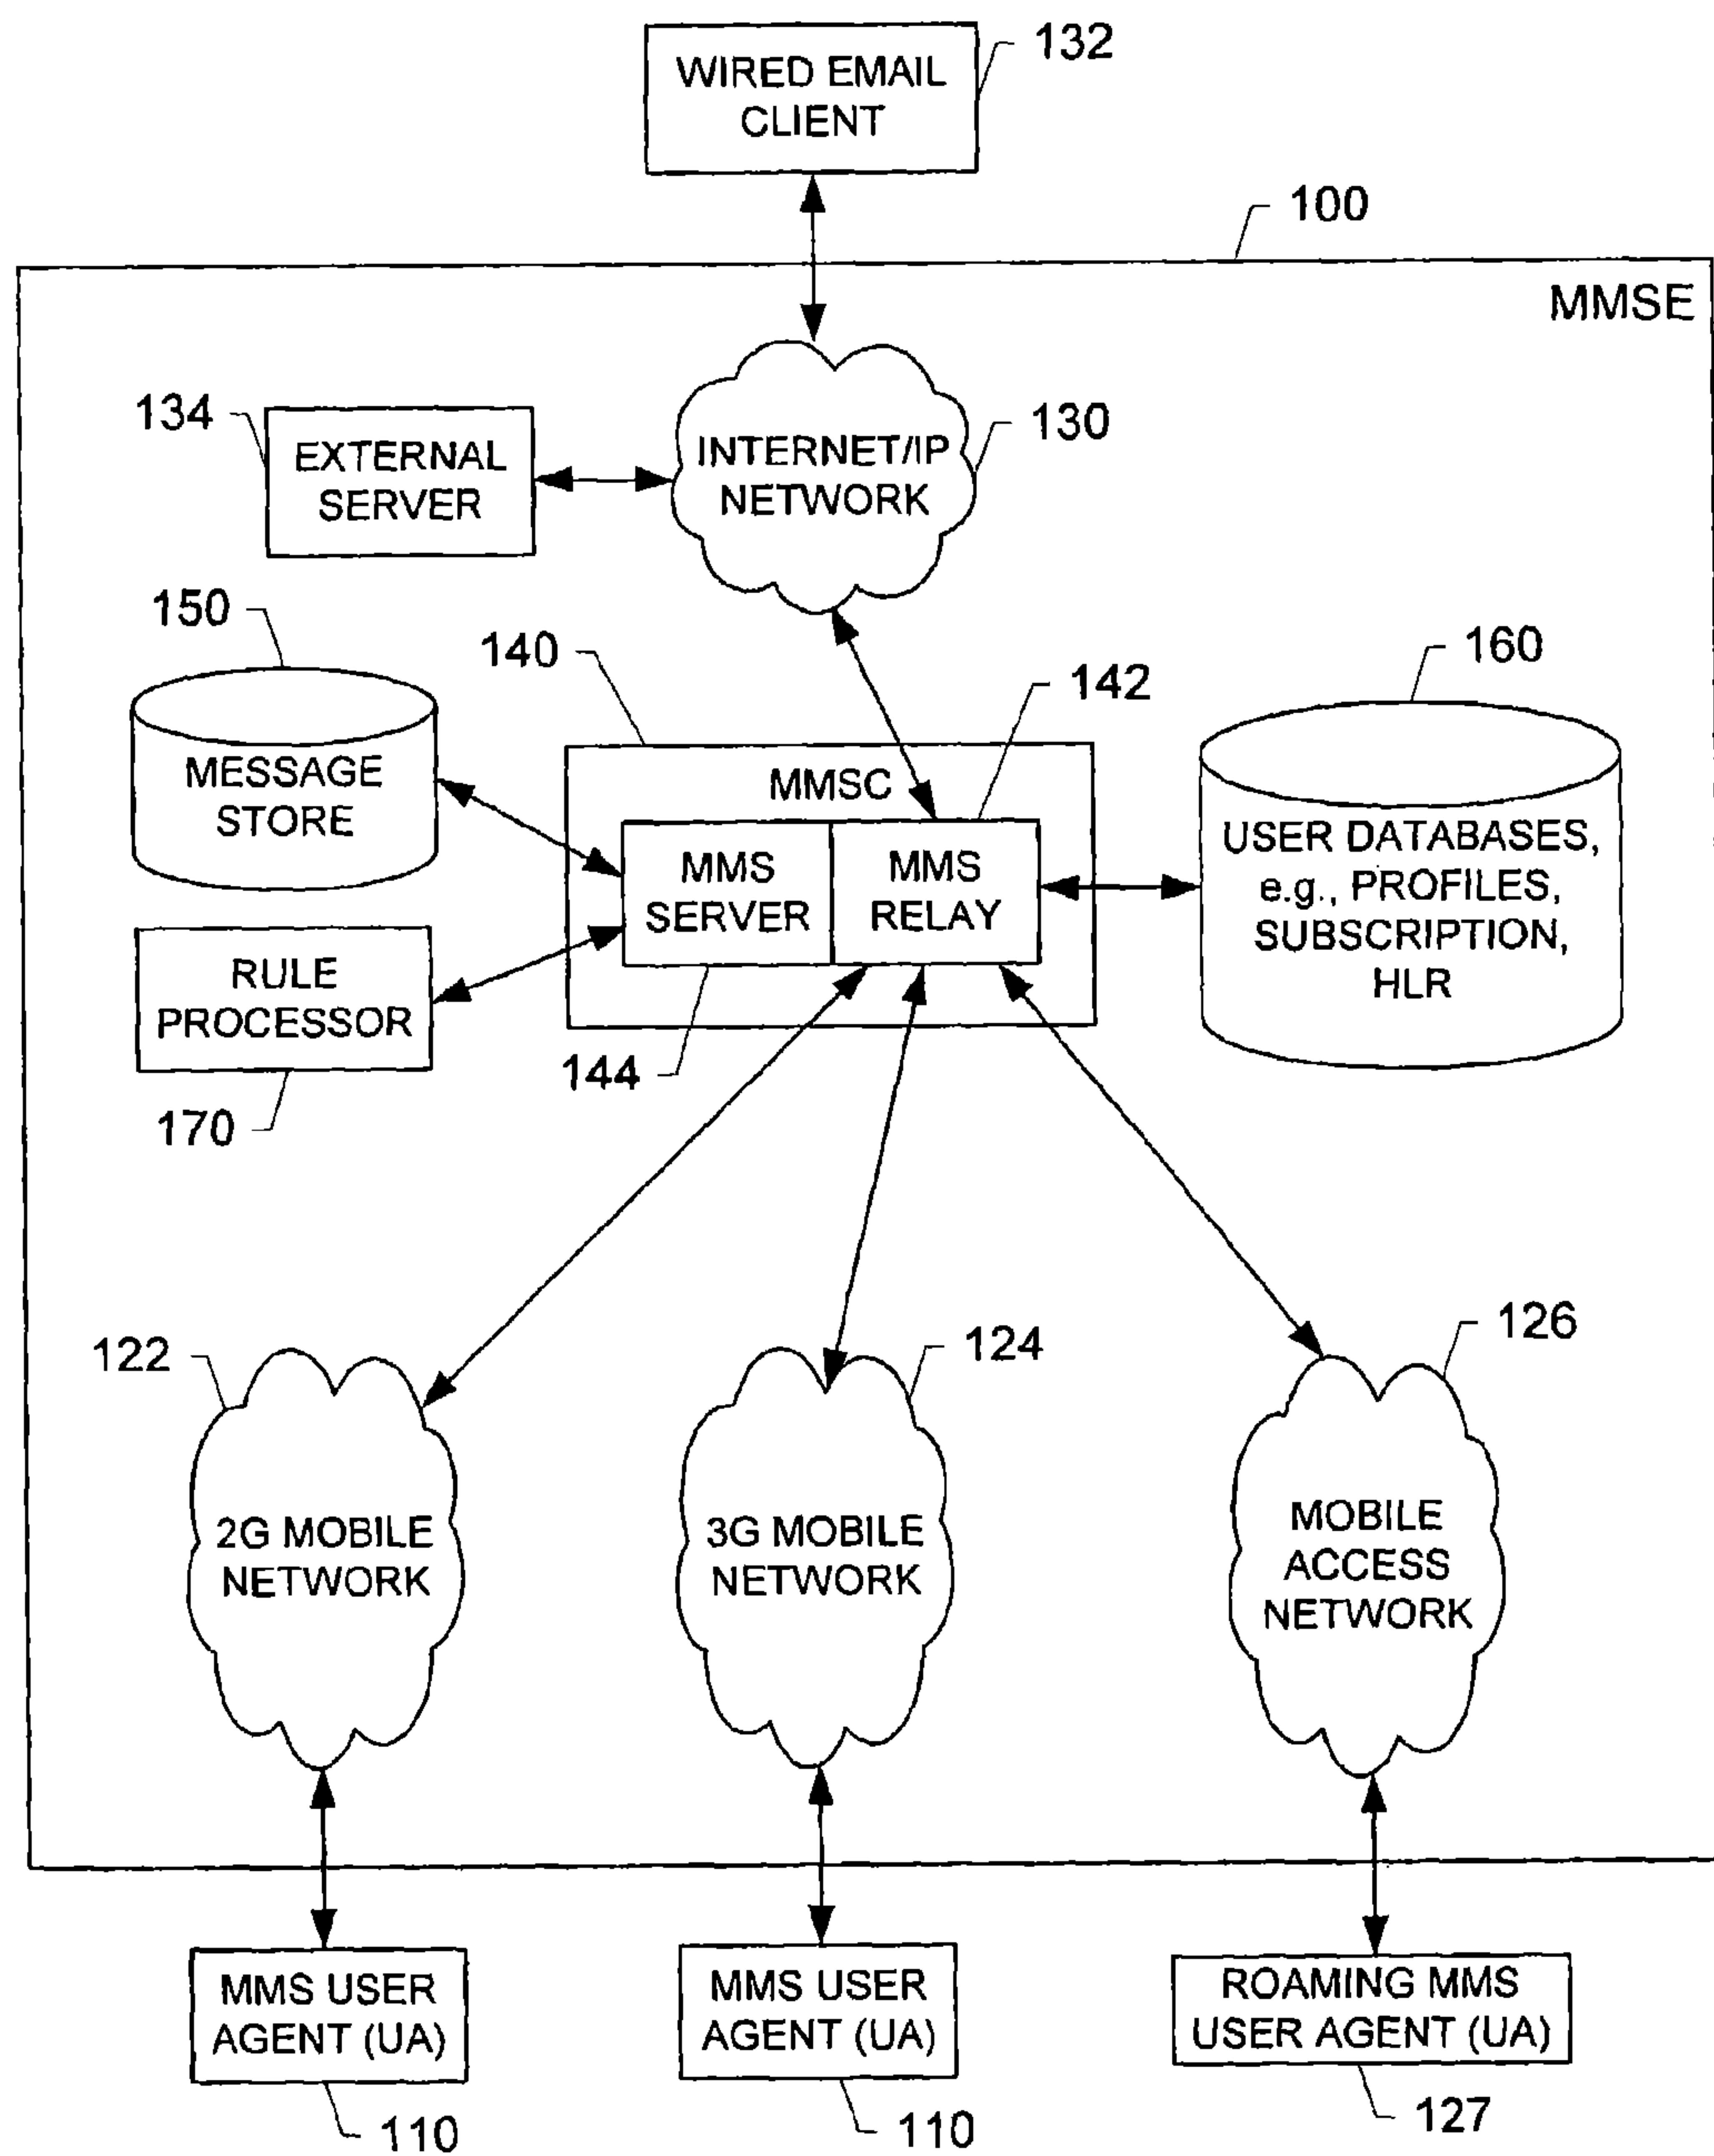 WIRED EMAIL
CLIENT
132
100
MMSE
134
EXTERNAL
SERVER
INTERNET/IP
NETWORK
130
150
MESSAGE
STORE
140
142
160
MMSC
MMS
SERVER
MMS
RELAY
USER DATABASES,
e.g., PROFILES,
SUBSCRIPTION,
HLR
RULE
PROCESSOR
170
144
122
2G MOBILE
NETWORK
124
3G MOBILE
NETWORK
126
MOBILE
ACCESS
NETWORK
MMS USER
AGENT (UA)
110
MMS USER
AGENT (UA)
110
ROAMING MMS
USER AGENT (UA)
127